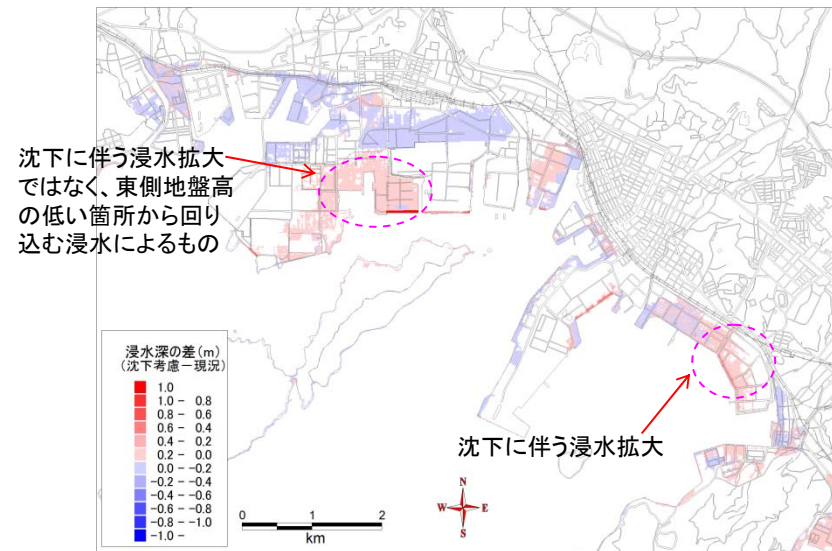 沈下に伴う浸水拡大
ではなく、東側地盤高
の低い箇所から回り
込む浸水によるもの
沈下に伴う浸水拡大
浸水深の差(m)
(沈下考慮－現況)
1.0
1.0 - 0.8
0.8 - 0.6
0.6 - 0.4
0.4 - 0.2
0.2 0.0
0.0 -0.2
-0.2 -0.4
-0.4 -0.6
-0.6 -0.8
-0.8 -1.0
-1.0 -
0 1 2
km
N
W E
S